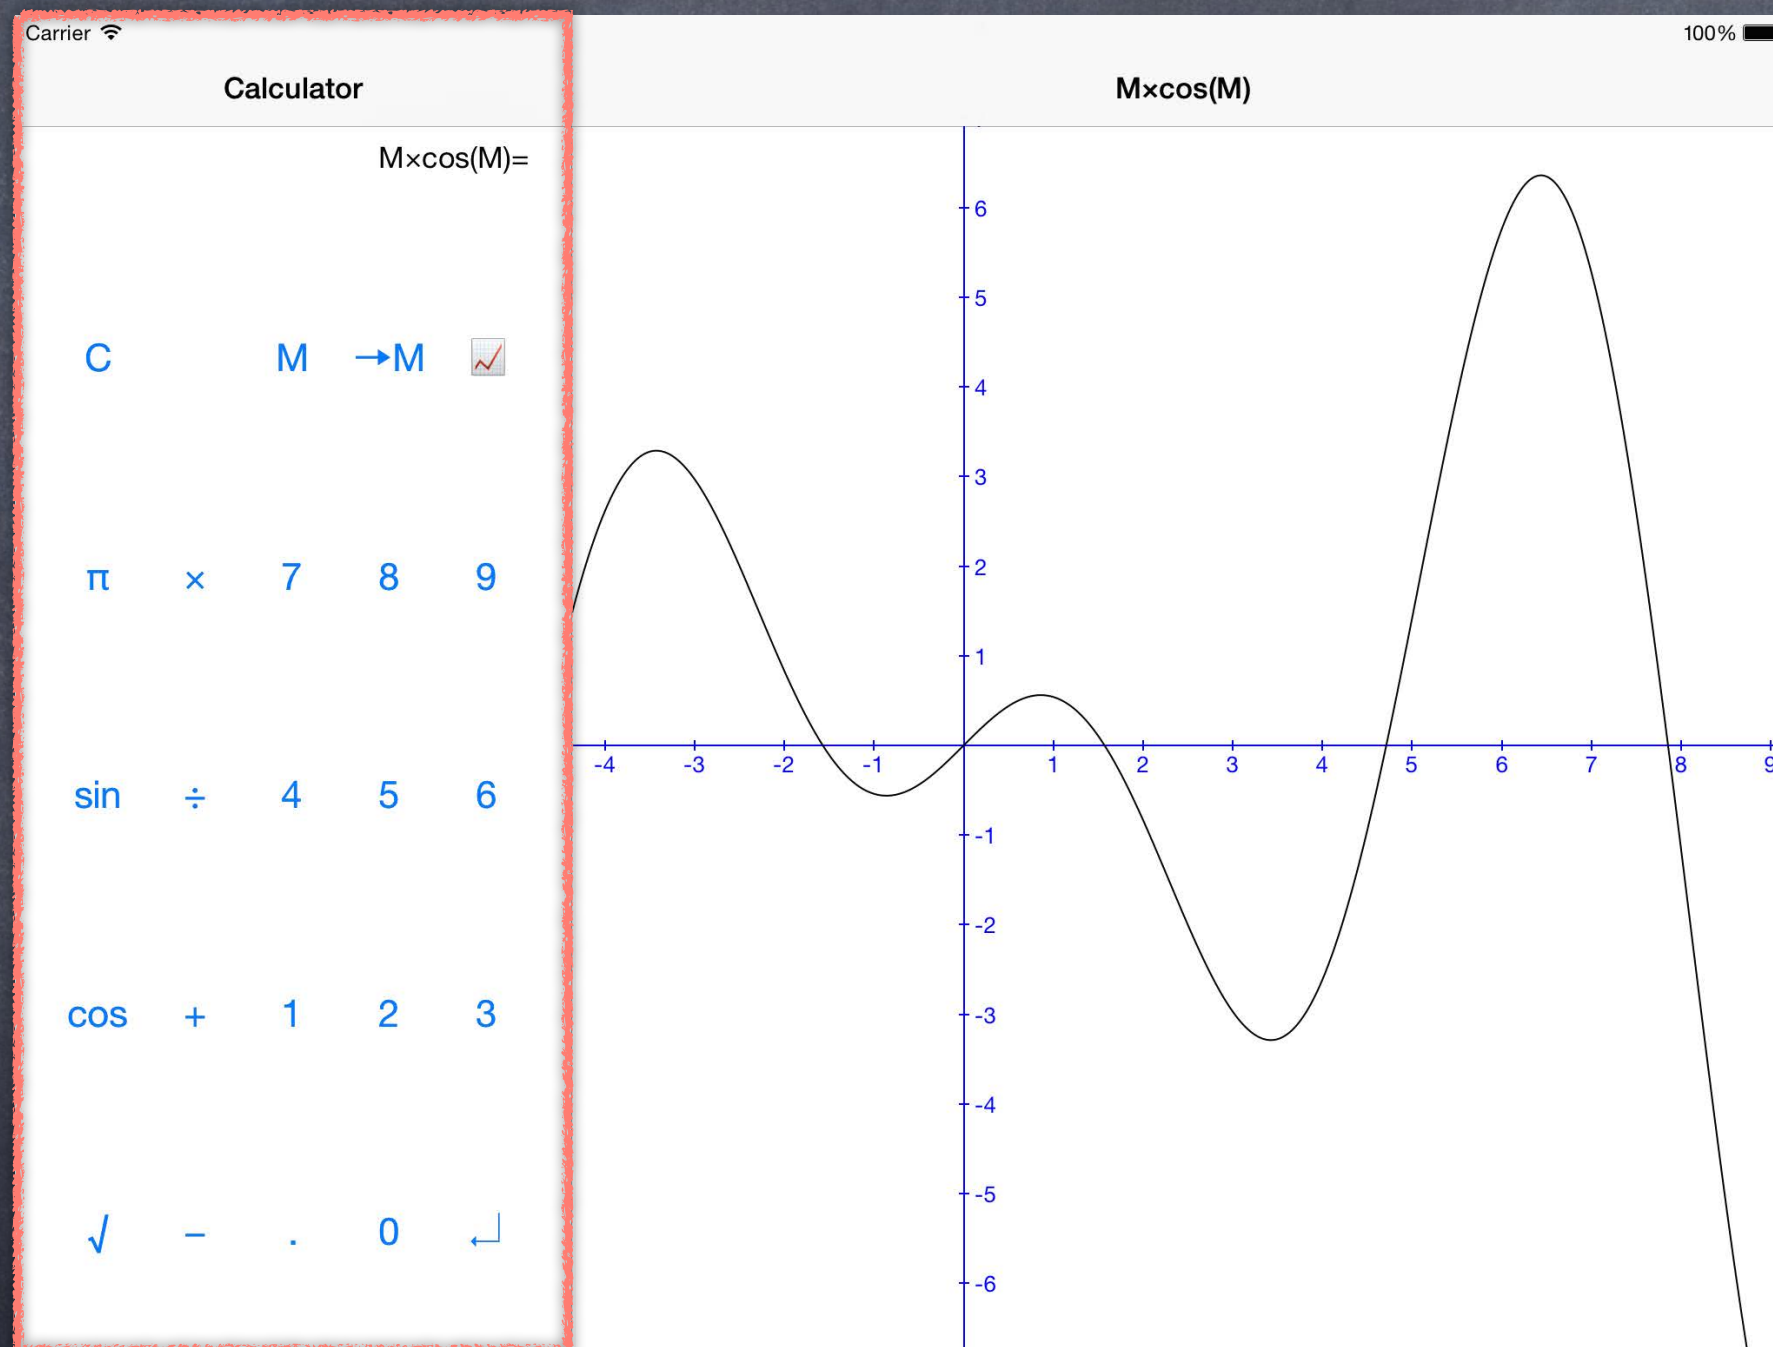 Carrier
100%
Calculator
M×cos(M)
M×cos(M)=
C M →M
π × 7 8 9
sin ÷ 4 5 6
cos + 1 2 3
√ − . 0 ↵
6
5
4
3
2
1
-4 -3 -2 -1 1 2 3 4 5 6 7 8 9
-1
-2
-3
-4
-5
-6